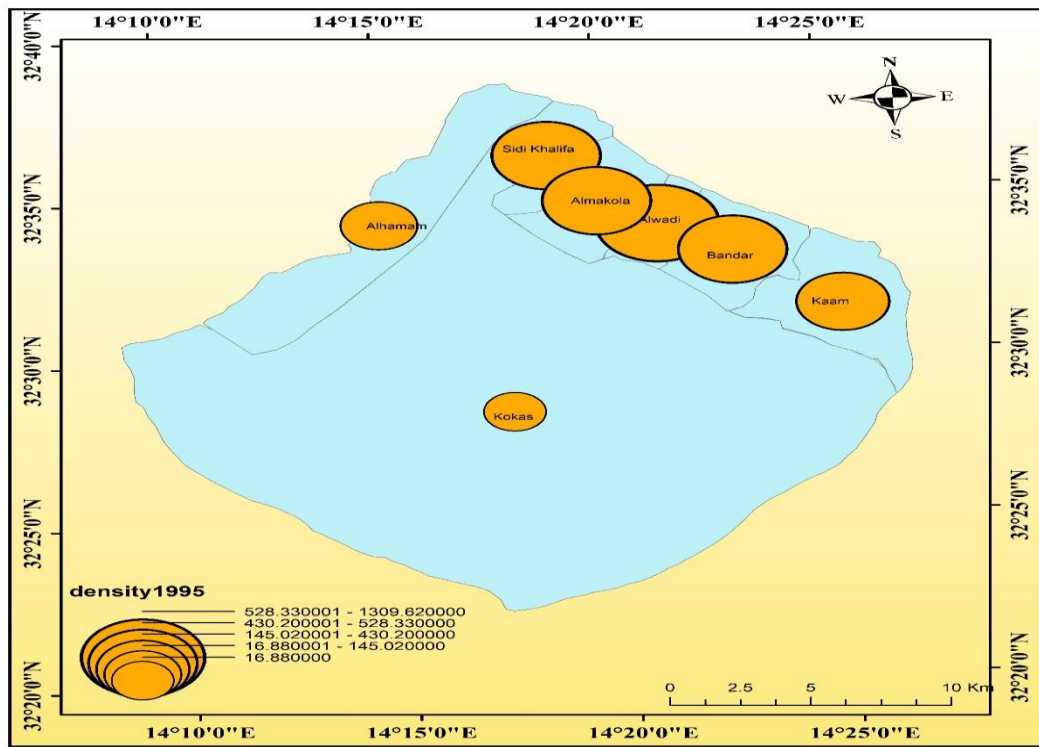 14°10'0"E 14°15'0"E 14°20'0"E 14°25'0"E
32°40'0"N
32°35'0"N
32°30'0"N
32°25'0"N
32°20'0"N
N
W E
S
32°35'0"N
32°30'0"N
32°25'0"N
32°20'0"N
Sidi Khalifa
Almakola
Alwadi
Alhamam
Bandar
Kaam
Kokas
density1995
528.330001 - 1309.620000
430.200001 - 528.330000
145.020001 - 430.200000
16.880001 - 145.020000
16.880000
0 2.5 5 10 Km
14°10'0"E 14°15'0"E 14°20'0"E 14°25'0"E